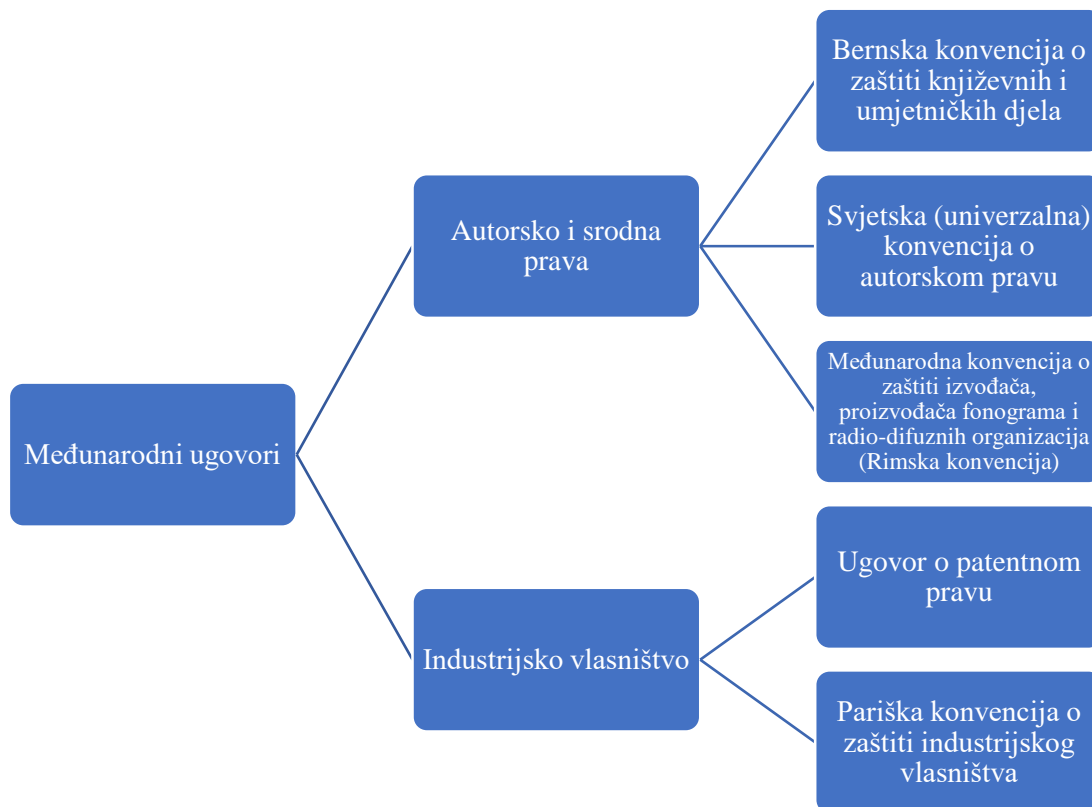 Bernska konvencija o
zaštiti književnih i
umjetničkih djela
Autorsko i srodna
prava
Svjetska (univerzalna)
konvencija o
autorskom pravu
Međunarodna konvencija o
zaštiti izvođača,
proizvođača fonograma i
radio-difuznih organizacija
(Rimska konvencija)
Međunarodni ugovori
Ugovor o patentnom
pravu
Industrijsko vlasništvo
Pariška konvencija o
zaštiti industrijskog
vlasništva